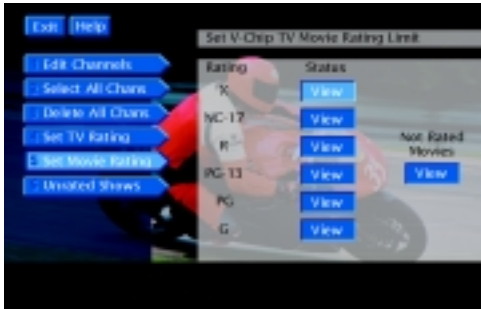 Exit Help
Set V-Chip TV Movie Rating Limit
Edit Channels
Select All Chans
Delete All Chans
Set TV Rating
Set Movie Rating
Unrated Shows
Rating Status
X View
NC-17 View
R View
PG-13 View
PG View
G View
Not Rated
Movies
View